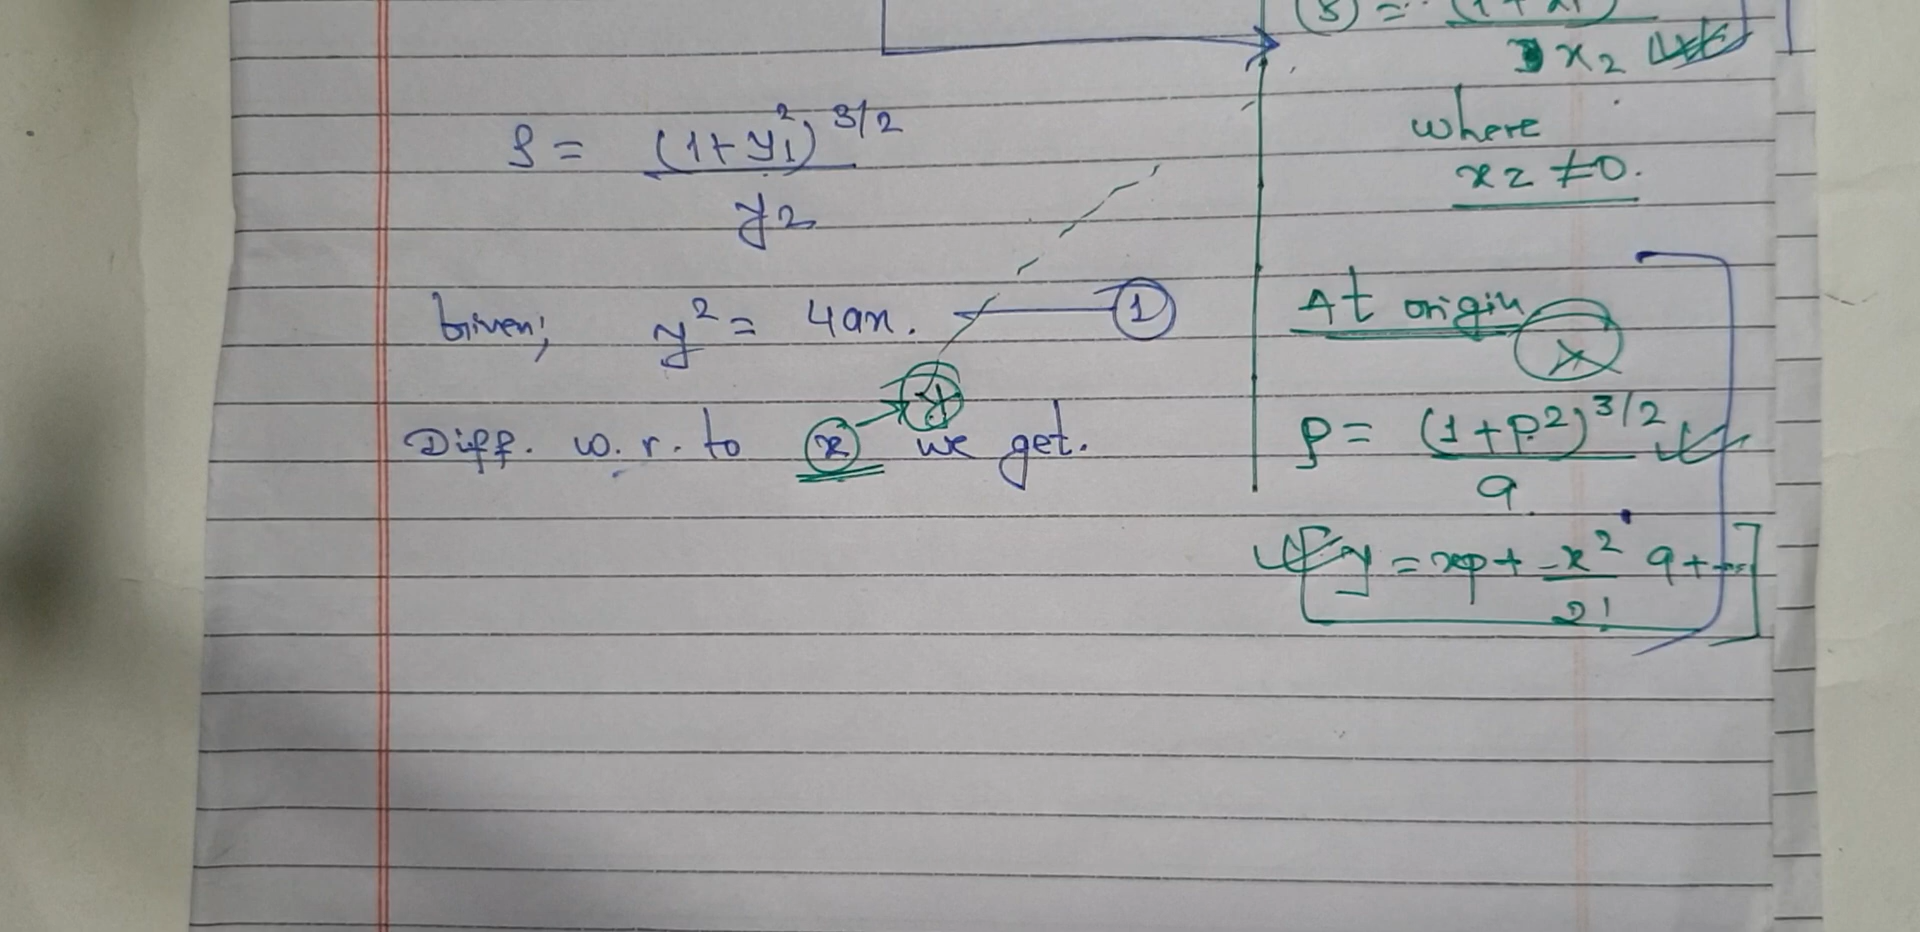 ρ = (1+y₁²)^3/2
y₂
Given; y² = 4ax. ①
Diff. w.r. to x y we get.
x₂
where
x₂ ≠ 0.
At origin
ρ = (1+p²)^3/2
q
y = xp + x² q + ...
2!